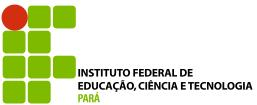 INSTITUTO FEDERAL DE
EDUCAÇÃO, CIÊNCIA E TECNOLOGIA
PARÁ